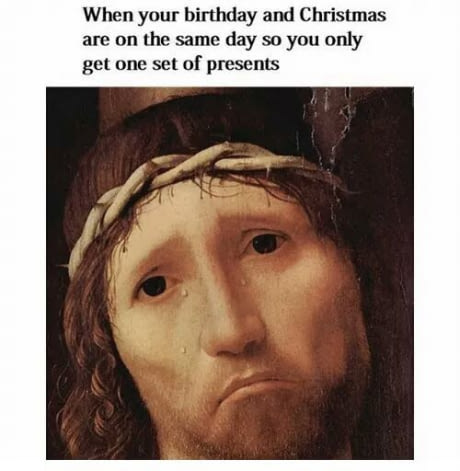 When your birthday and Christmas
are on the same day so you only
get one set of presents